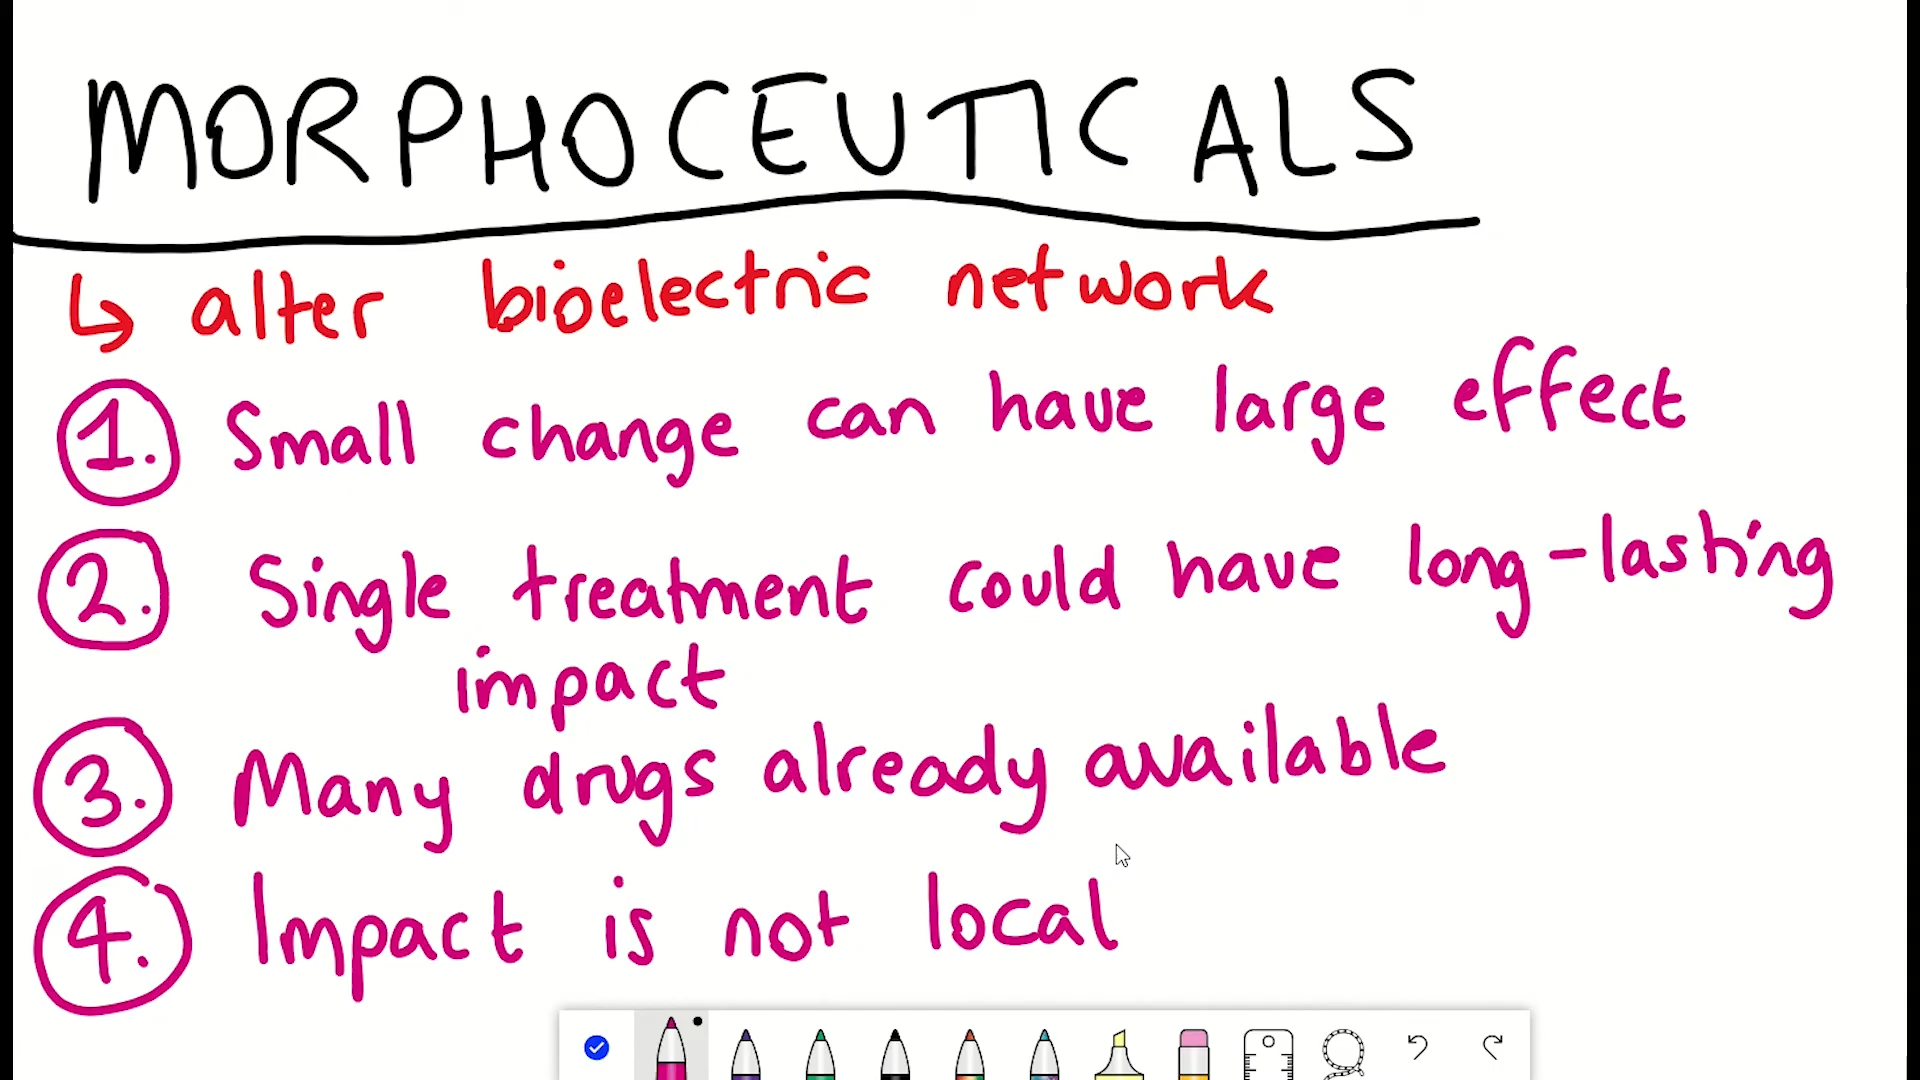 MORPHOCEUTICALS
↳ alter bioelectric network
1. Small change can have large effect
2. Single treatment could have long-lasting
impact
3. Many drugs already available
4. Impact is not local